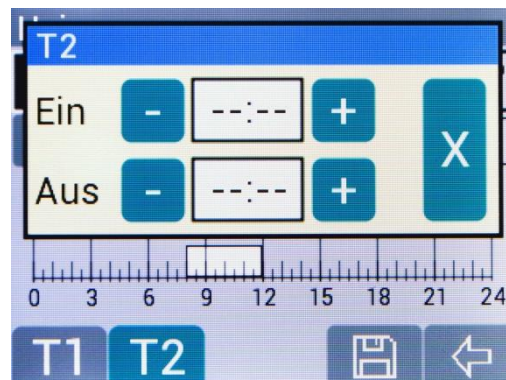 T2
Ein - --:-- + X
Aus - --:-- +
0 3 6 9 12 15 18 21 24
T1 T2